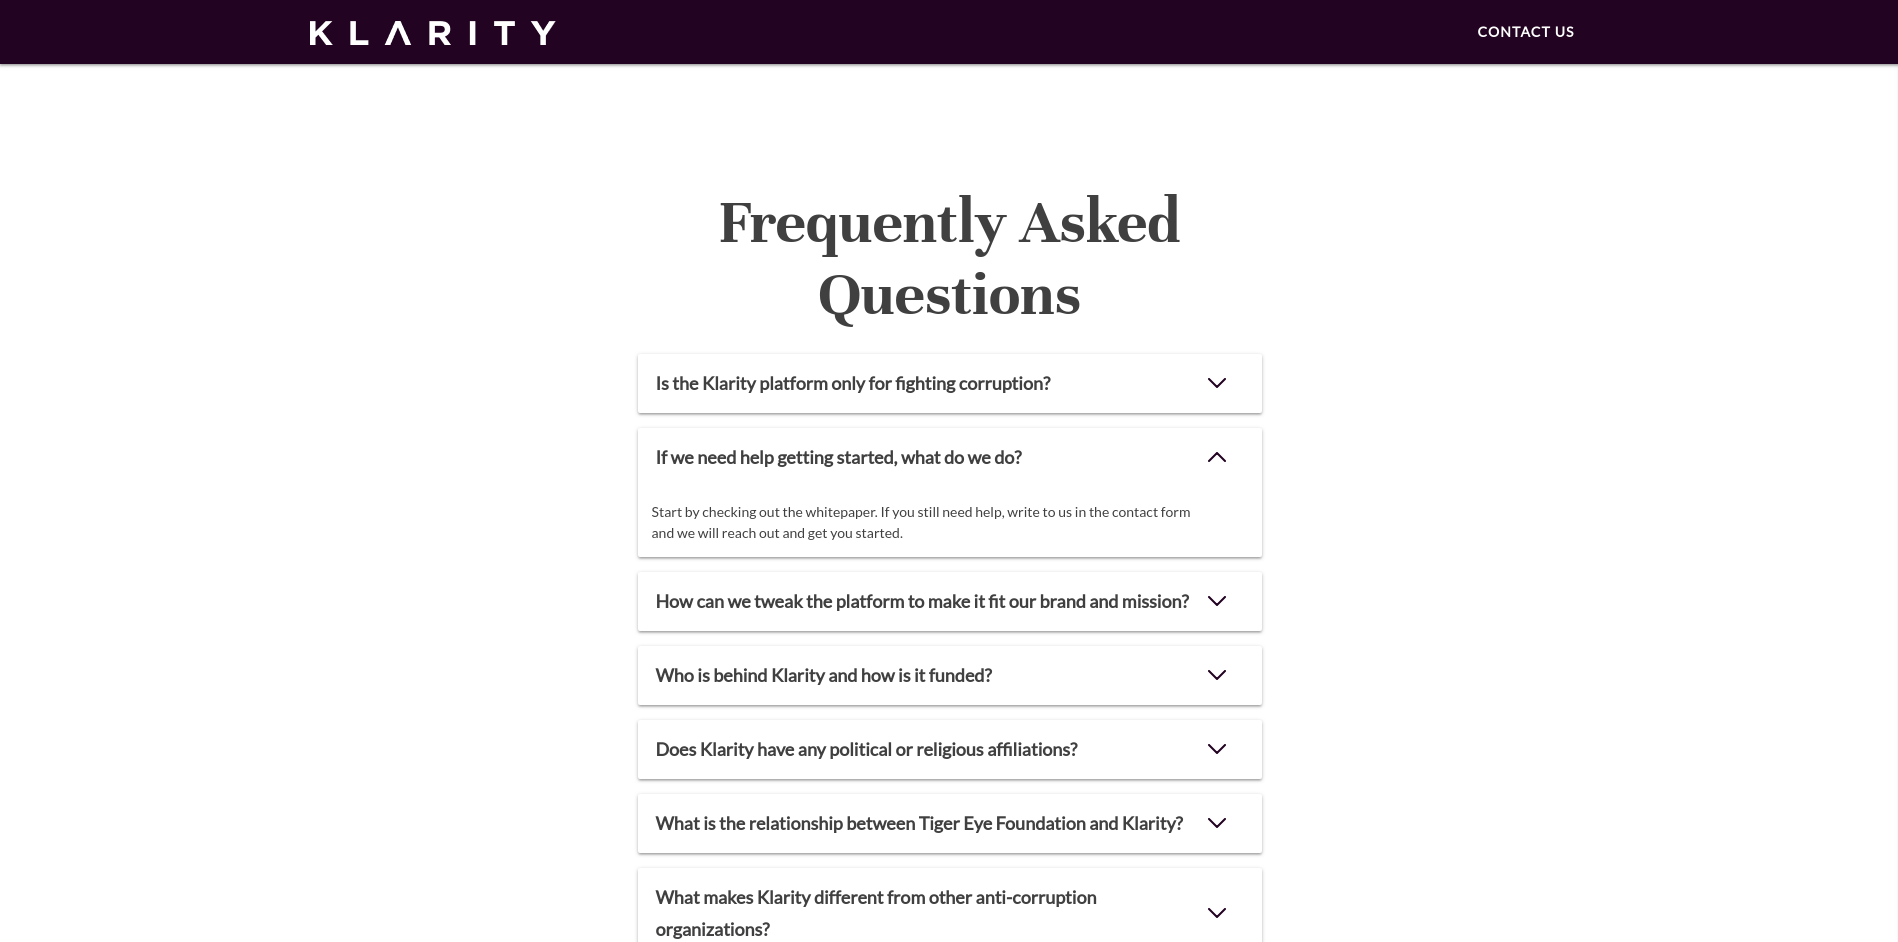 KLARITY
CONTACT US
Frequently Asked
Questions
Is the Klarity platform only for fighting corruption?
If we need help getting started, what do we do?
Start by checking out the whitepaper. If you still need help, write to us in the contact form
and we will reach out and get you started.
How can we tweak the platform to make it fit our brand and mission?
Who is behind Klarity and how is it funded?
Does Klarity have any political or religious affiliations?
What is the relationship between Tiger Eye Foundation and Klarity?
What makes Klarity different from other anti-corruption
organizations?